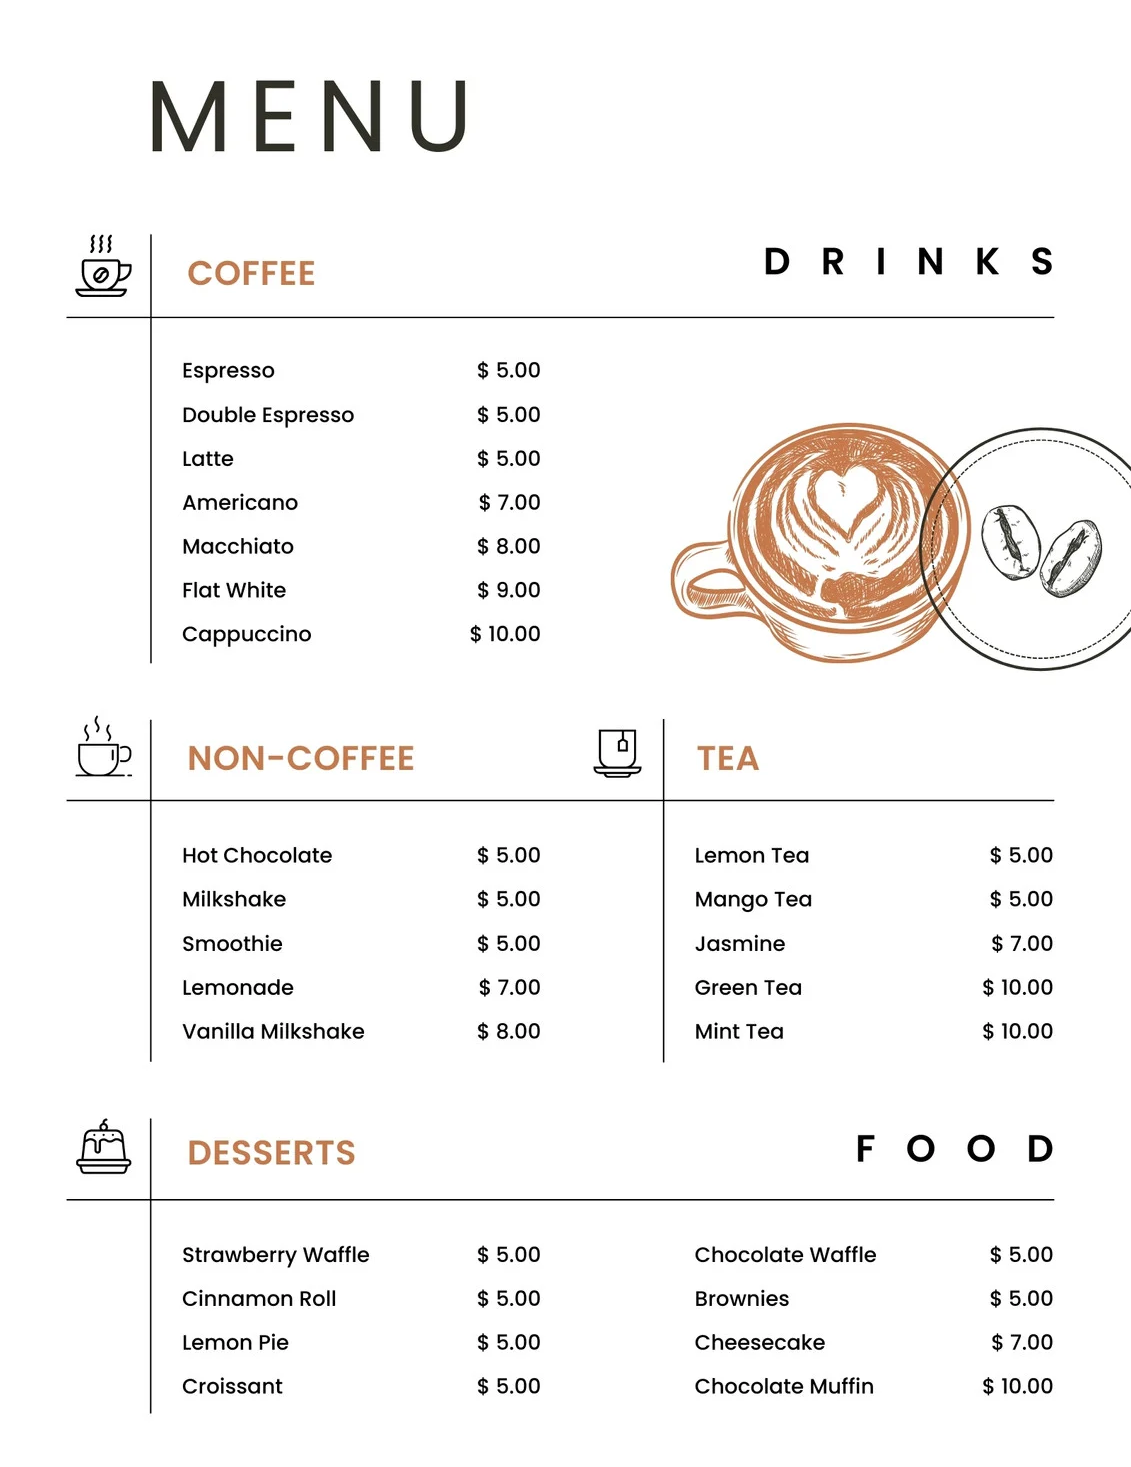 MENU
COFFEE
DRINKS
Espresso $ 5.00
Double Espresso $ 5.00
Latte $ 5.00
Americano $ 7.00
Macchiato $ 8.00
Flat White $ 9.00
Cappuccino $ 10.00
NON-COFFEE
Hot Chocolate $ 5.00
Milkshake $ 5.00
Smoothie $ 5.00
Lemonade $ 7.00
Vanilla Milkshake $ 8.00
TEA
Lemon Tea $ 5.00
Mango Tea $ 5.00
Jasmine $ 7.00
Green Tea $ 10.00
Mint Tea $ 10.00
DESSERTS
FOOD
Strawberry Waffle $ 5.00
Cinnamon Roll $ 5.00
Lemon Pie $ 5.00
Croissant $ 5.00
Chocolate Waffle $ 5.00
Brownies $ 5.00
Cheesecake $ 7.00
Chocolate Muffin $ 10.00